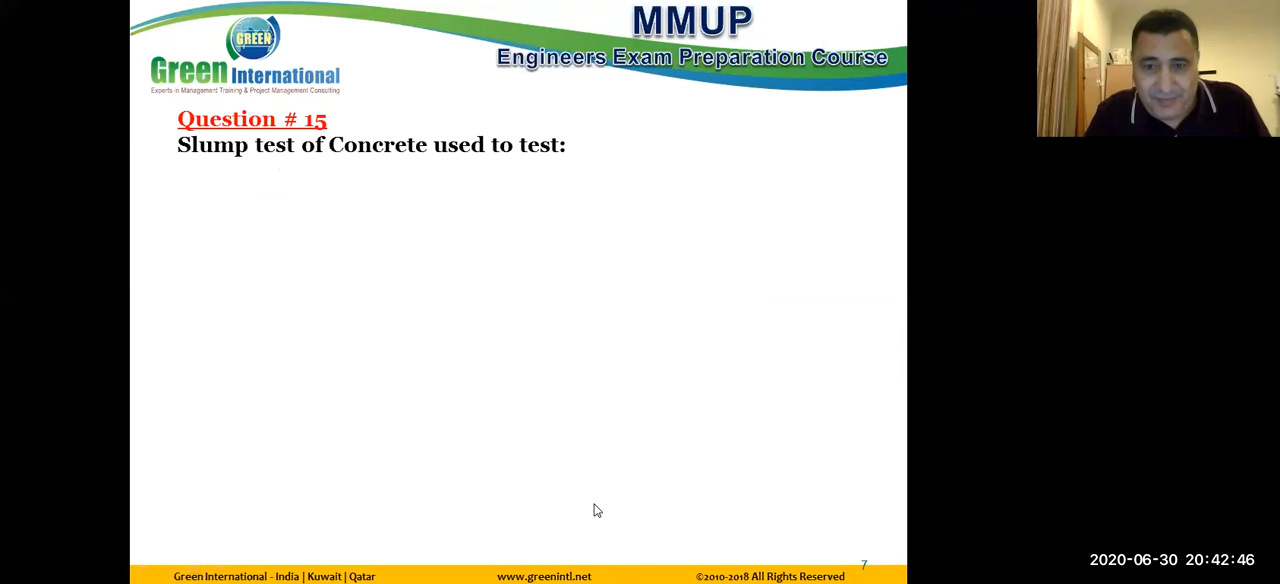 MMUP
Engineers Exam Preparation Course
GREEN
Green International
Experts in Management Training & Project Management Consulting
Question # 15
Slump test of Concrete used to test:
7
Green International - India | Kuwait | Qatar
www.greenintl.net
©2010-2018 All Rights Reserved
2020-06-30 20:42:46